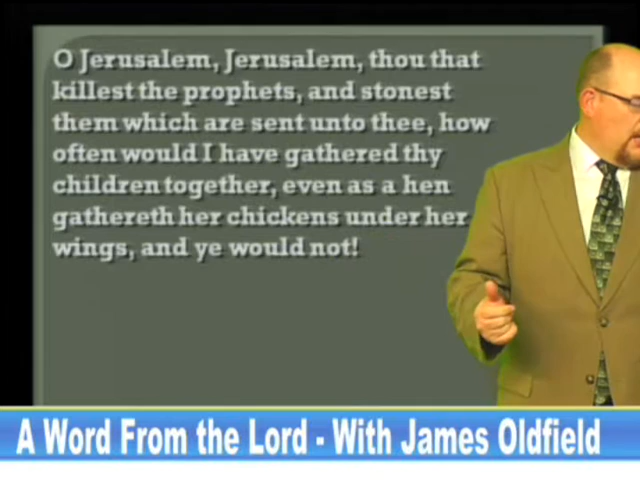 O Jerusalem, Jerusalem, thou that
killest the prophets, and stonest
them which are sent unto thee, how
often would I have gathered thy
children together, even as a hen
gathereth her chickens under her
wings, and ye would not!
A Word From the Lord - With James Oldfield